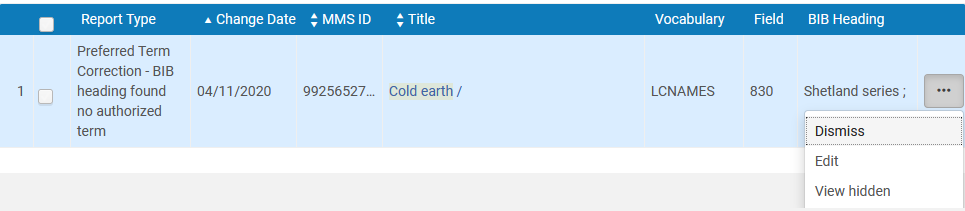 Report Type Change Date MMS ID Title Vocabulary Field BIB Heading
Preferred Term
Correction - BIB
1 04/11/2020 99256527... Cold earth / heading found LCNAMES 830 Shetland series ; ...
no authorized
term
Dismiss
Edit
View hidden